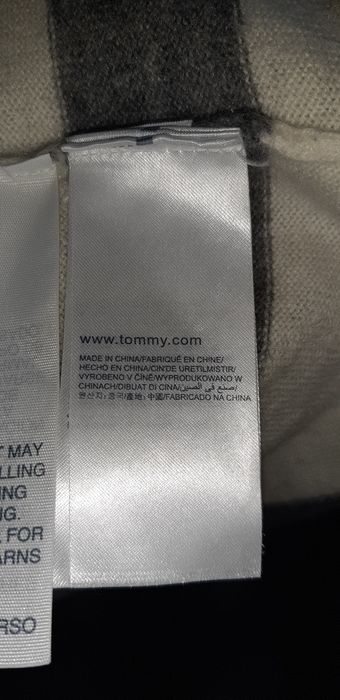 www.tommy.com
MADE IN CHINA/FABRIQUÉ EN CHINE/
HECHO EN CHINA/CIN'DE URETILMISTIR/
VYROBENO V ČÍNĚ/WYPRODUKOWANO W
CHINACH/DIBUAT DI CINA/صنع في الصين/
원산지: 중국/產地: 中國/FABRICADO NA CHINA
MAY
LLING
ING
G.
FOR
ARNS
RSO